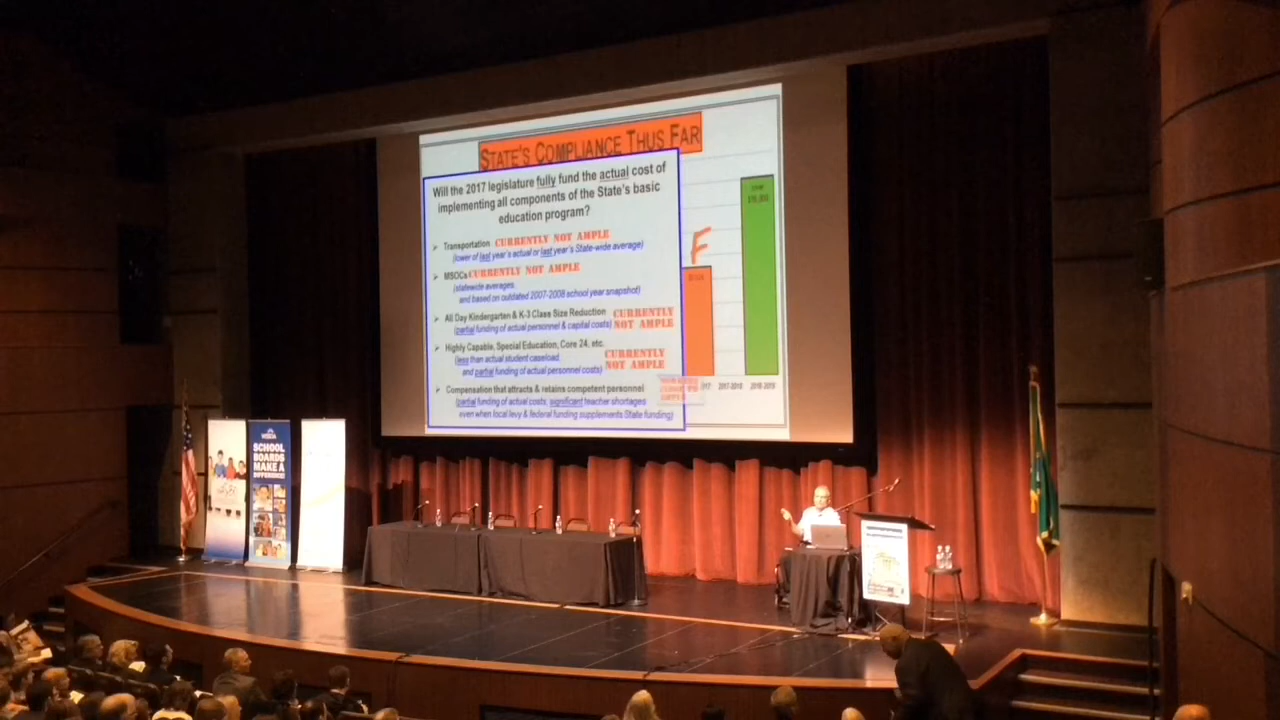 STATE'S COMPLIANCE THUS FAR
Will the 2017 legislature fully fund the actual cost of
implementing all components of the State's basic
education program?
➢ Transportation CURRENTLY NOT AMPLE
(lower of last year's actual or last year's State-wide average)
➢ MSOCs CURRENTLY NOT AMPLE
(statewide averages
and based on outdated 2007-2008 school year snapshot)
➢ All Day Kindergarten & K-3 Class Size Reduction CURRENTLY
(partial funding of actual personnel & capital costs) NOT AMPLE
➢ Highly Capable, Special Education, Core 24, etc. CURRENTLY
(less than actual student caseload NOT AMPLE
and partial funding of actual personnel costs)
➢ Compensation that attracts & retains competent personnel
(partial funding of actual costs; significant teacher shortages
even when local levy & federal funding supplements State funding)
F
2017-2018
2018-2019
SCHOOL
BOARDS
MAKE A
DIFFERENCE!